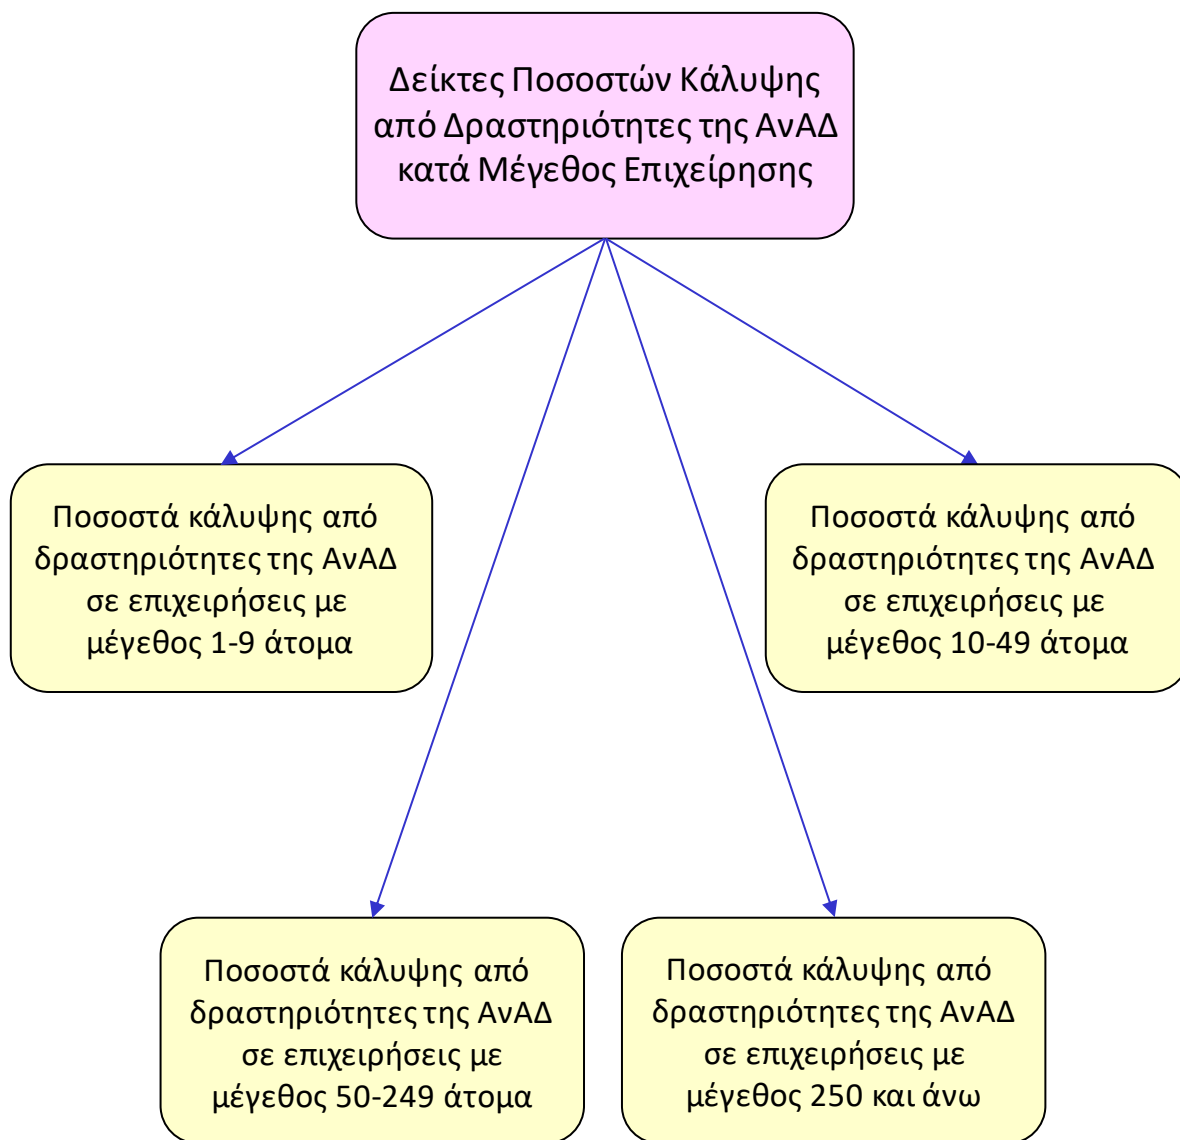 Δείκτες Ποσοστών Κάλυψης
από Δραστηριότητες της ΑνΑΔ
κατά Μέγεθος Επιχείρησης
Ποσοστά κάλυψης από
δραστηριότητες της ΑνΑΔ
σε επιχειρήσεις με
μέγεθος 1-9 άτομα
Ποσοστά κάλυψης από
δραστηριότητες της ΑνΑΔ
σε επιχειρήσεις με
μέγεθος 10-49 άτομα
Ποσοστά κάλυψης από
δραστηριότητες της ΑνΑΔ
σε επιχειρήσεις με
μέγεθος 50-249 άτομα
Ποσοστά κάλυψης από
δραστηριότητες της ΑνΑΔ
σε επιχειρήσεις με
μέγεθος 250 και άνω